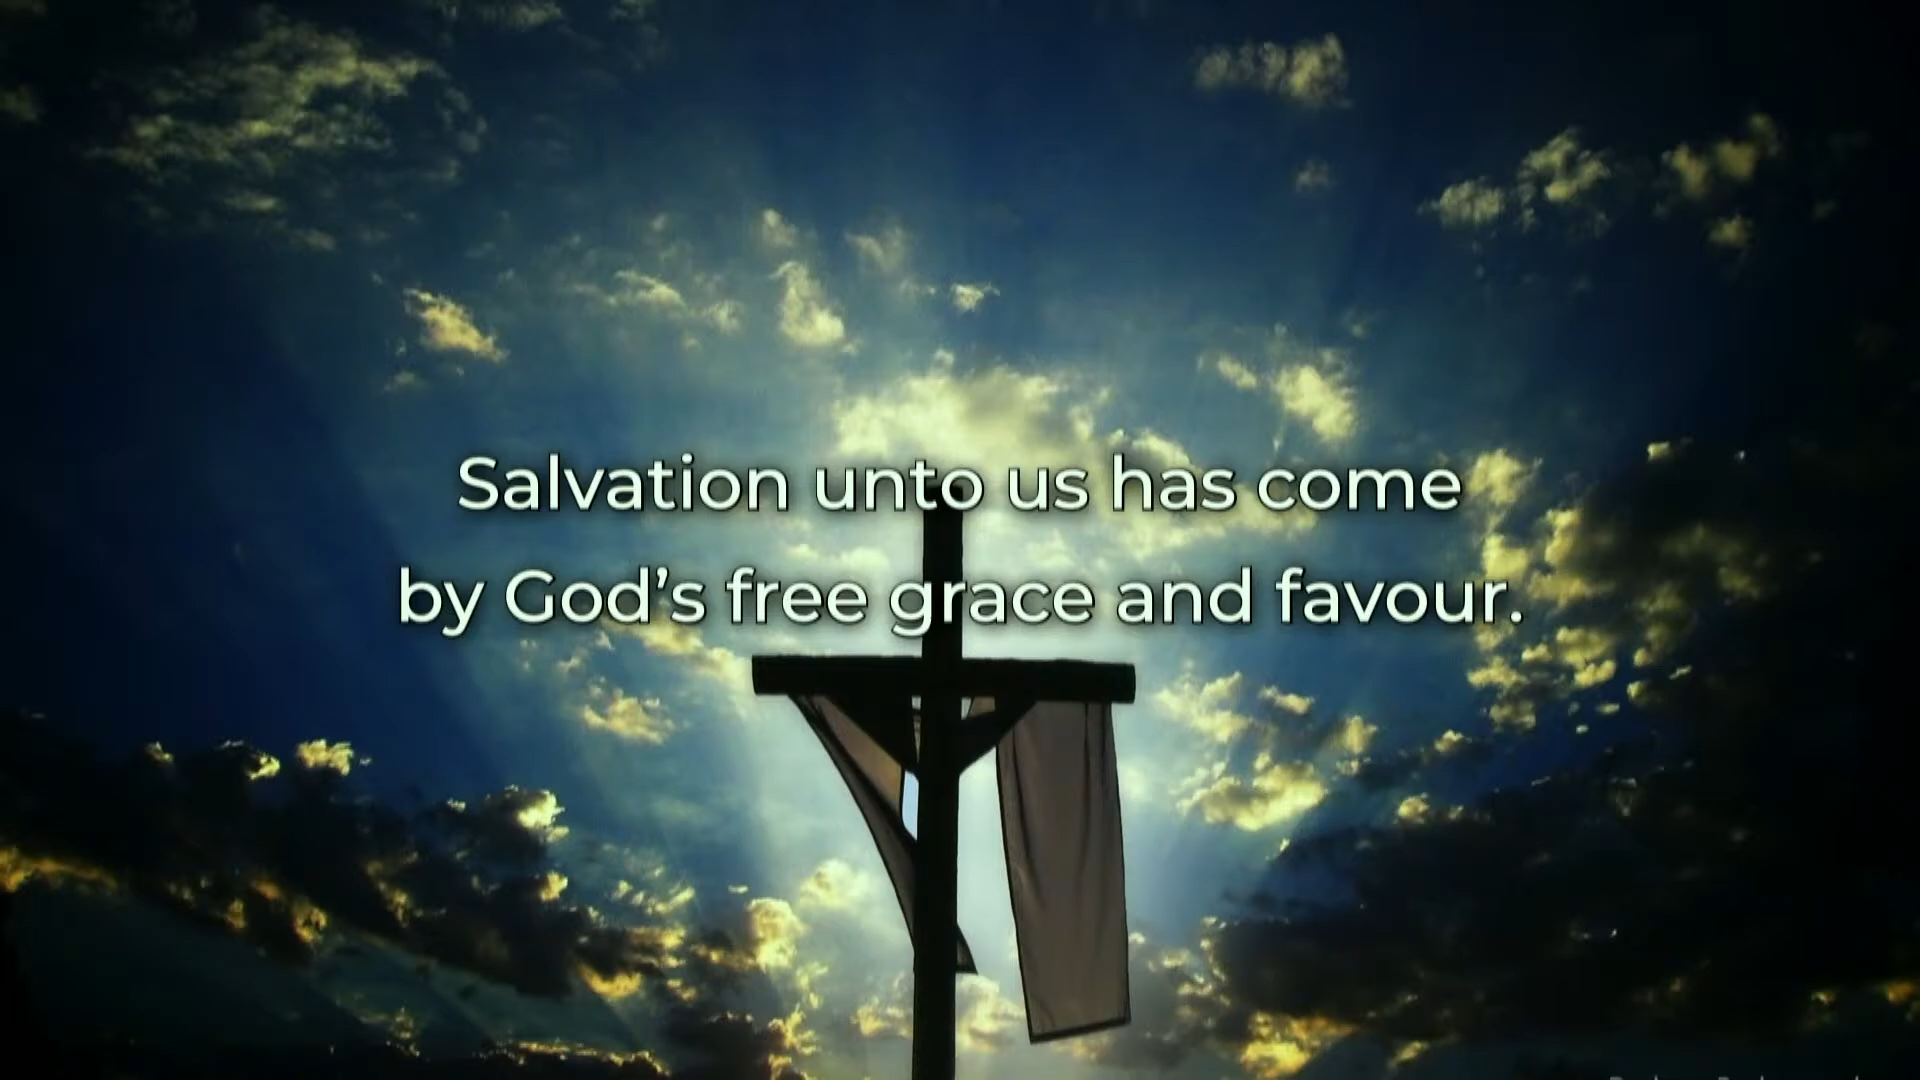 Salvation unto us has come
by God’s free grace and favour.